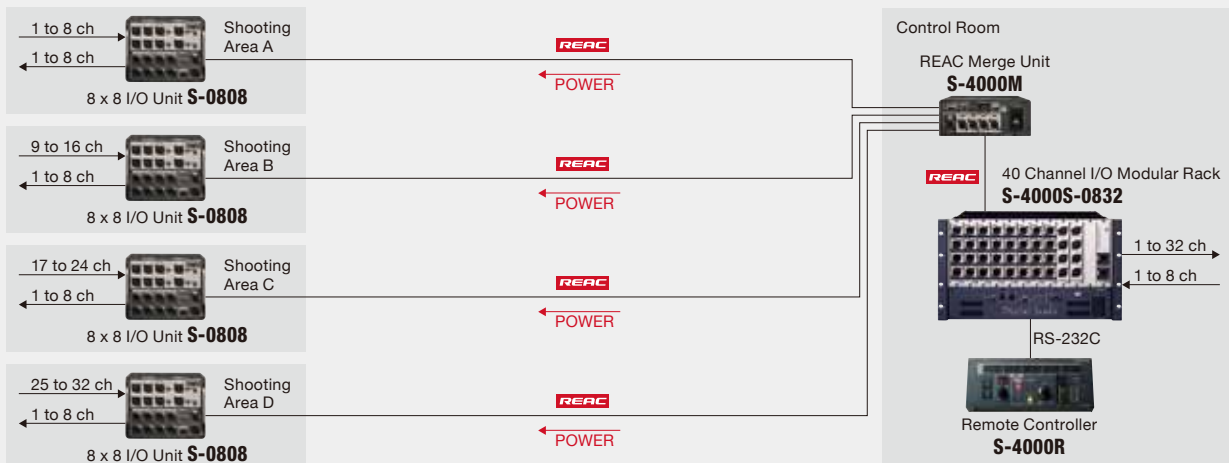 1 to 8 ch
1 to 8 ch
Shooting
Area A
8 x 8 I/O Unit S-0808
REAC
POWER
9 to 16 ch
1 to 8 ch
Shooting
Area B
8 x 8 I/O Unit S-0808
REAC
POWER
17 to 24 ch
1 to 8 ch
Shooting
Area C
8 x 8 I/O Unit S-0808
REAC
POWER
25 to 32 ch
1 to 8 ch
Shooting
Area D
8 x 8 I/O Unit S-0808
REAC
POWER
Control Room
REAC Merge Unit
S-4000M
REAC
40 Channel I/O Modular Rack
S-4000S-0832
1 to 32 ch
1 to 8 ch
RS-232C
Remote Controller
S-4000R